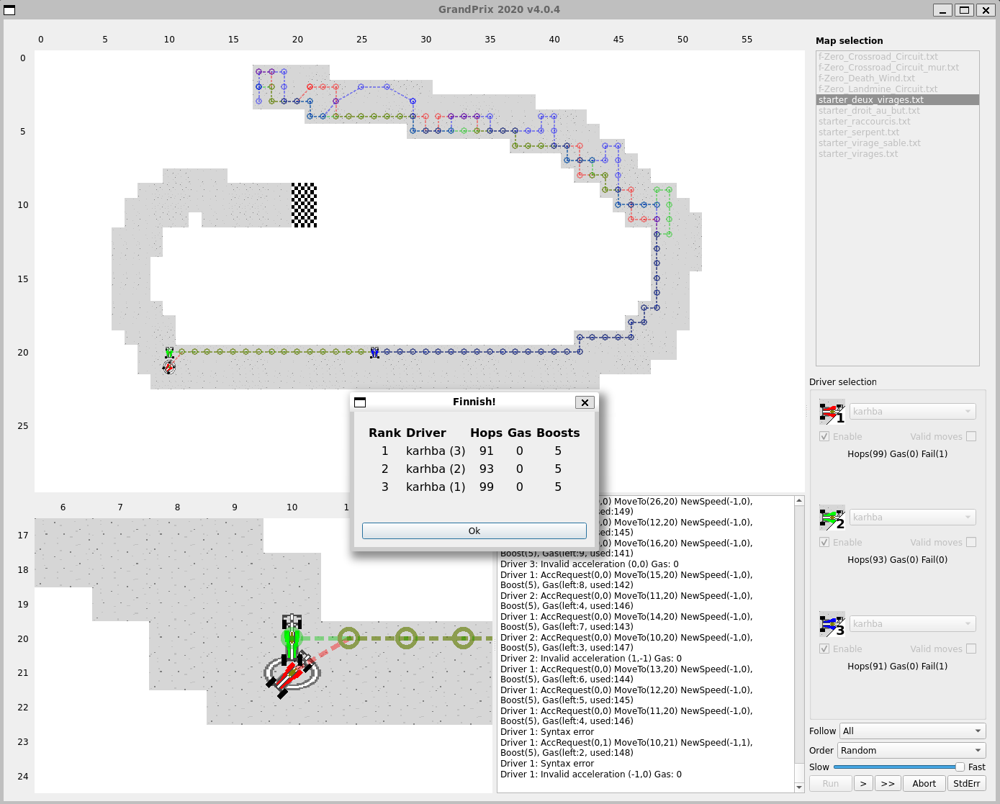 GrandPrix 2020 v4.0.4
0 5 10 15 20 25 30 35 40 45 50 55
0
5
10
15
20
25
Map selection
f-Zero_Crossroad_Circuit.txt
f-Zero_Crossroad_Circuit_mur.txt
f-Zero_Death_Wind.txt
f-Zero_Landmine_Circuit.txt
starter_deux_virages.txt
starter_droit_au_but.txt
starter_raccourcis.txt
starter_serpent.txt
starter_virage_sable.txt
starter_virages.txt
Finnish!
Rank Driver Hops Gas Boosts
1 karhba (3) 91 0 5
2 karhba (2) 93 0 5
3 karhba (1) 99 0 5
Ok
6 7 8 9 10 1
17
18
19
20
21
22
23
24
,0) MoveTo(26,20) NewSpeed(-1,0),
used:149)
,0) MoveTo(12,20) NewSpeed(-1,0),
used:145)
,0) MoveTo(16,20) NewSpeed(-1,0),
Boost(5), Gas(left:9, used:141)
Driver 3: Invalid acceleration (0,0) Gas: 0
Driver 1: AccRequest(0,0) MoveTo(15,20) NewSpeed(-1,0),
Boost(5), Gas(left:8, used:142)
Driver 2: AccRequest(0,0) MoveTo(11,20) NewSpeed(-1,0),
Boost(5), Gas(left:4, used:146)
Driver 1: AccRequest(0,0) MoveTo(14,20) NewSpeed(-1,0),
Boost(5), Gas(left:7, used:143)
Driver 2: AccRequest(0,0) MoveTo(10,20) NewSpeed(-1,0),
Boost(5), Gas(left:3, used:147)
Driver 2: Invalid acceleration (1,-1) Gas: 0
Driver 1: AccRequest(0,0) MoveTo(13,20) NewSpeed(-1,0),
Boost(5), Gas(left:6, used:144)
Driver 1: AccRequest(0,0) MoveTo(12,20) NewSpeed(-1,0),
Boost(5), Gas(left:5, used:145)
Driver 1: AccRequest(0,0) MoveTo(11,20) NewSpeed(-1,0),
Boost(5), Gas(left:4, used:146)
Driver 1: Syntax error
Driver 1: AccRequest(0,1) MoveTo(10,21) NewSpeed(-1,1),
Boost(5), Gas(left:2, used:148)
Driver 1: Syntax error
Driver 1: Invalid acceleration (-1,0) Gas: 0
Driver selection
1 karhba
Enable Valid moves
Hops(99) Gas(0) Fail(1)
2 karhba
Enable Valid moves
Hops(93) Gas(0) Fail(0)
3 karhba
Enable Valid moves
Hops(91) Gas(0) Fail(1)
Follow All
Order Random
Slow Fast
Run > >> Abort StdErr